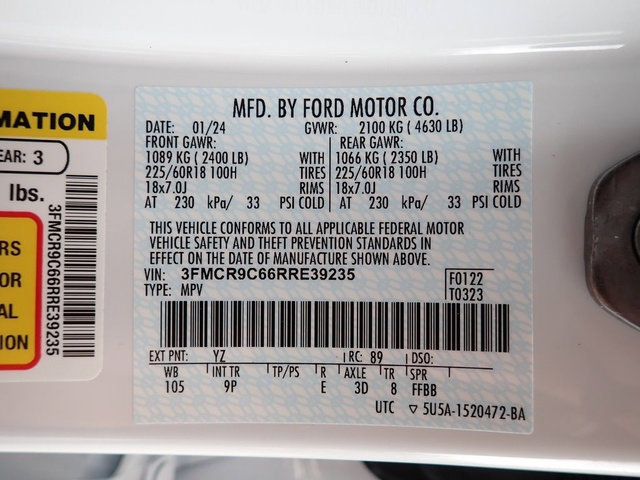 MATION
EAR: 3
lbs.
3FMCR9C66RRE39235
RS
OR
AL
ION
MFD. BY FORD MOTOR CO.
DATE: 01/24 GVWR: 2100 KG ( 4630 LB)
FRONT GAWR: REAR GAWR:
1089 KG ( 2400 LB) WITH 1066 KG ( 2350 LB) WITH
225/60R18 100H TIRES 225/60R18 100H TIRES
18x7.0J RIMS 18x7.0J RIMS
AT 230 kPa/ 33 PSI COLD AT 230 kPa/ 33 PSI COLD
THIS VEHICLE CONFORMS TO ALL APPLICABLE FEDERAL MOTOR
VEHICLE SAFETY AND THEFT PREVENTION STANDARDS IN
EFFECT ON THE DATE OF MANUFACTURE SHOWN ABOVE.
VIN: 3FMCR9C66RRE39235 F0122
TYPE: MPV T0323
EXT PNT: YZ RC: 89 DSO:
WB INT TR TP/PS R AXLE TR SPR
105 9P E 3D 8 FFBB
UTC ▽ 5U5A-1520472-BA